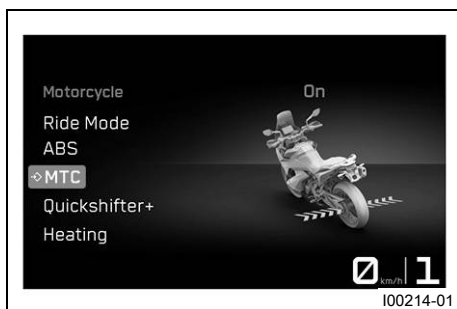 Motorcycle On
Ride Mode
ABS
MTC
Quickshifter+
Heating
0 km/h 1
I00214-01